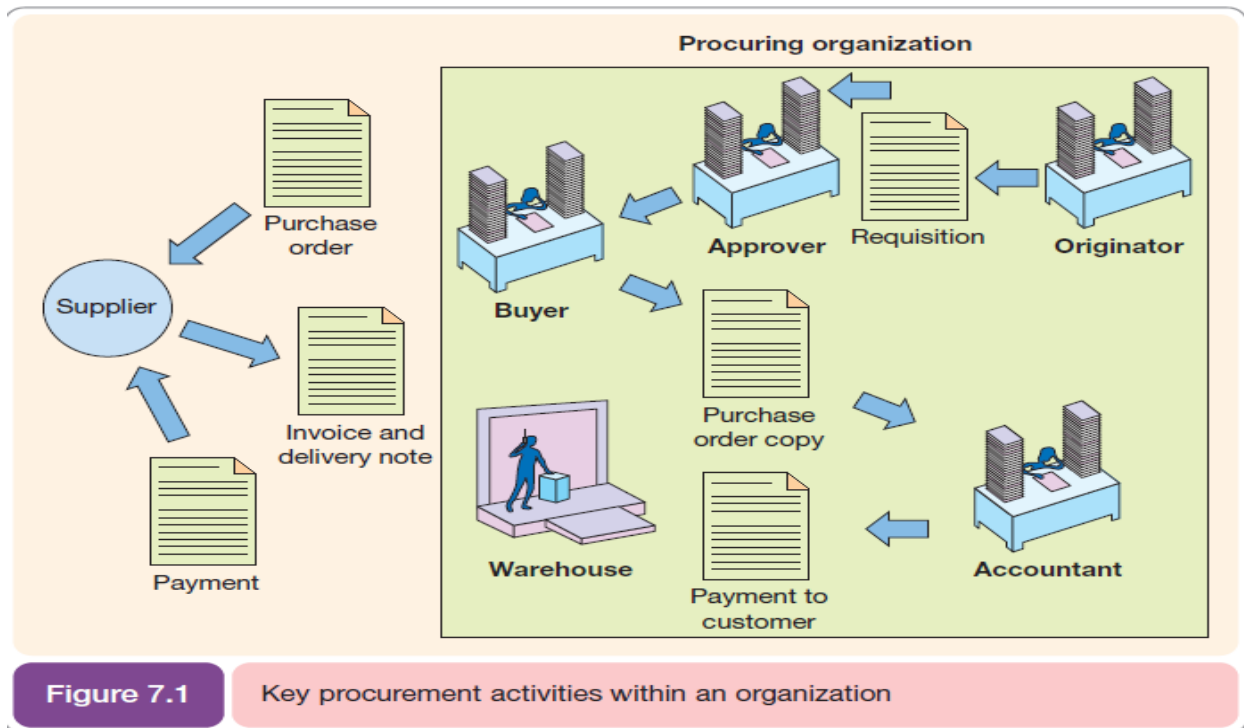 Procuring organization
Purchase
order
Supplier
Invoice and
delivery note
Payment
Approver
Requisition
Originator
Buyer
Purchase
order copy
Warehouse
Payment to
customer
Accountant
Figure 7.1
Key procurement activities within an organization